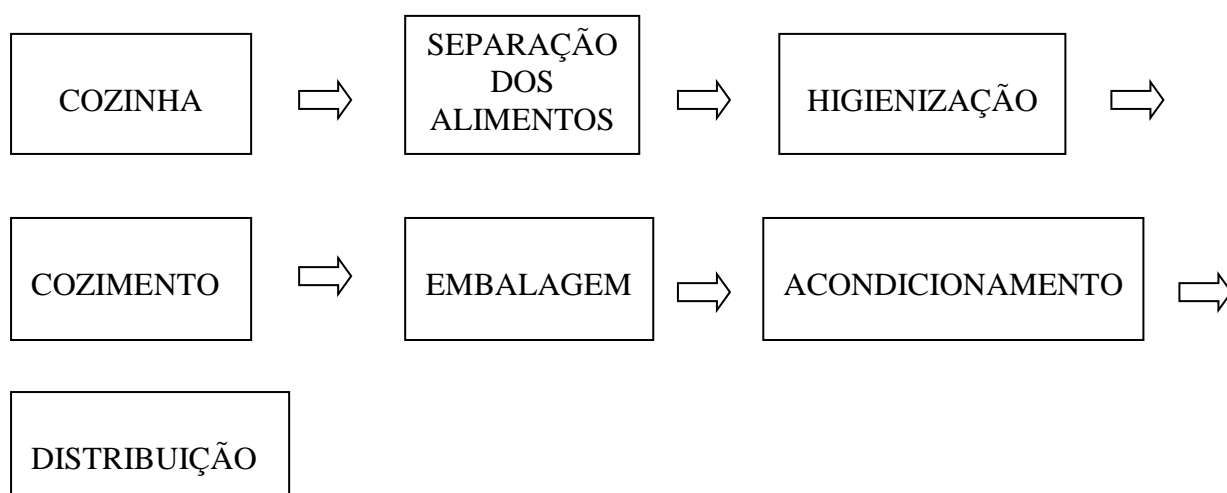 COZINHA
SEPARAÇÃO
DOS
ALIMENTOS
HIGIENIZAÇÃO
COZIMENTO
EMBALAGEM
ACONDICIONAMENTO
DISTRIBUIÇÃO